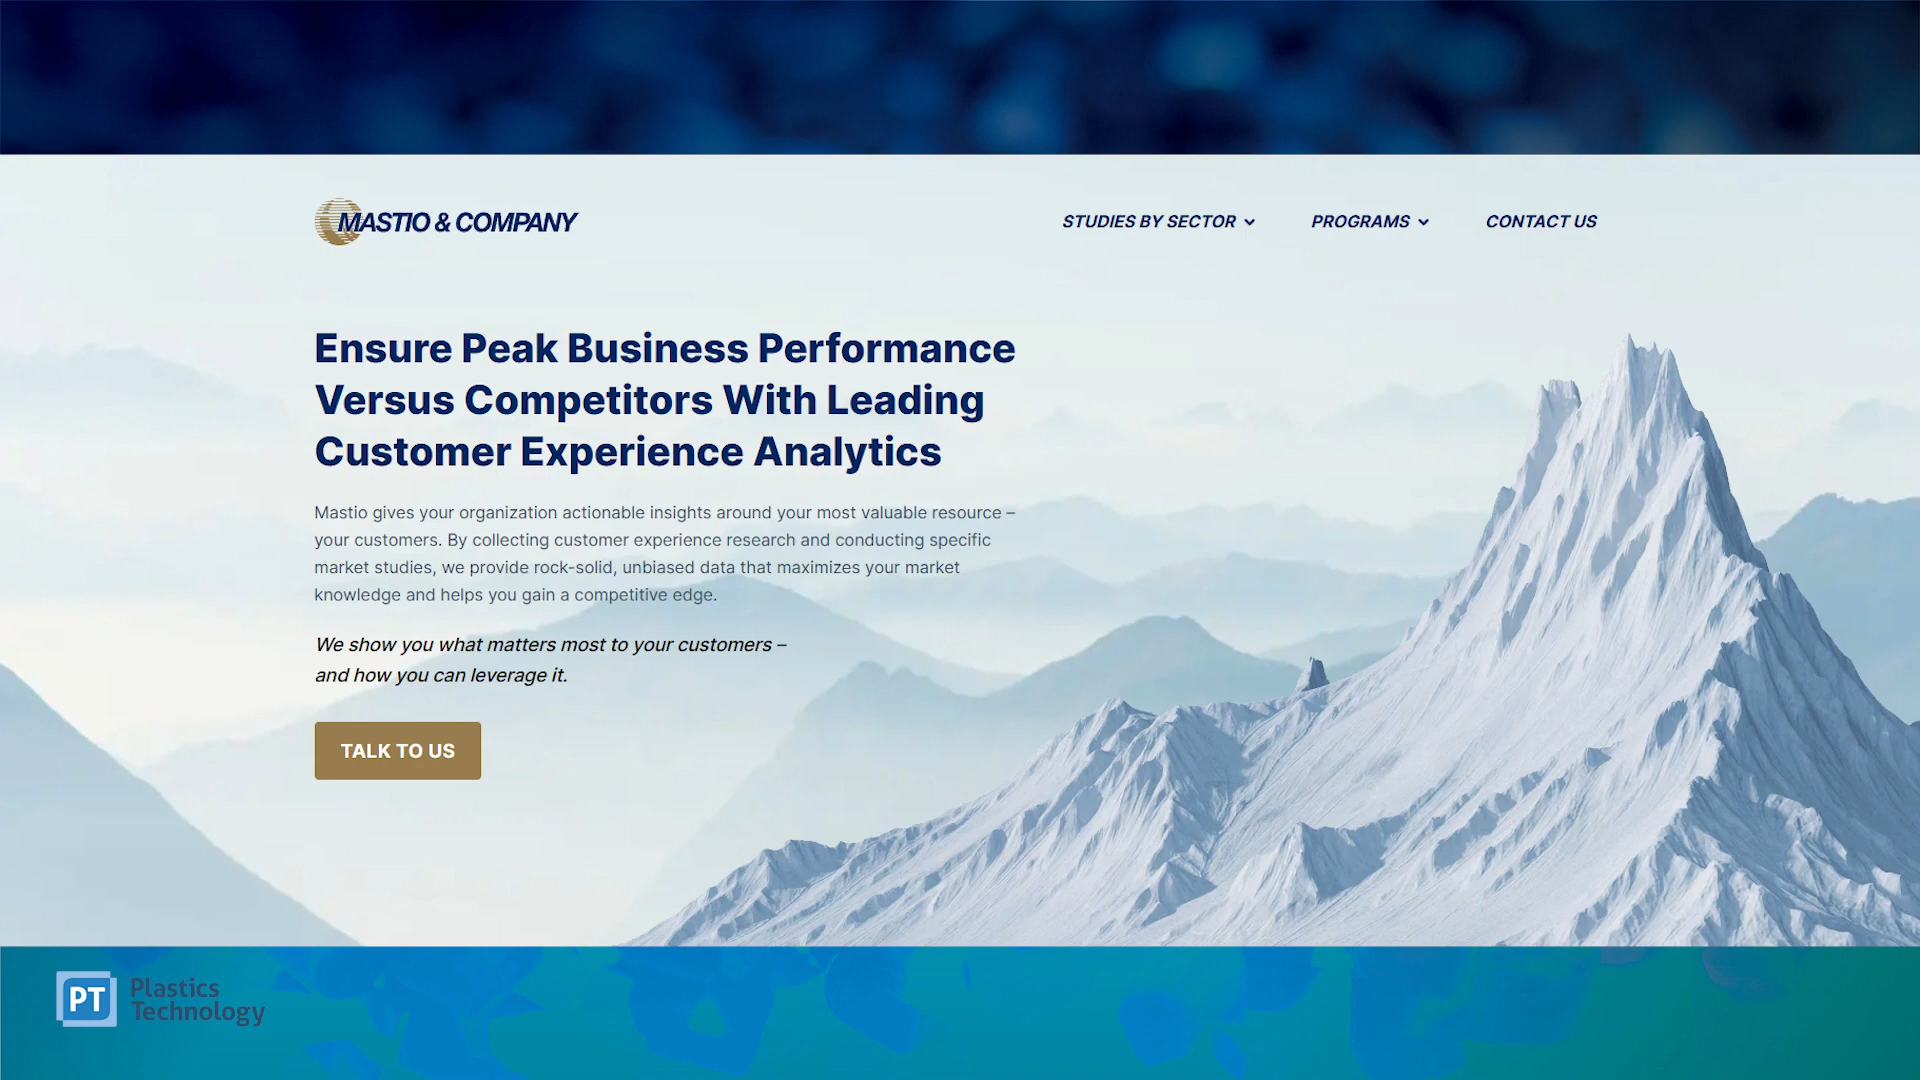 MASTIO & COMPANY
STUDIES BY SECTOR
PROGRAMS
CONTACT US
Ensure Peak Business Performance
Versus Competitors With Leading
Customer Experience Analytics
Mastio gives your organization actionable insights around your most valuable resource –
your customers. By collecting customer experience research and conducting specific
market studies, we provide rock-solid, unbiased data that maximizes your market
knowledge and helps you gain a competitive edge.
We show you what matters most to your customers –
and how you can leverage it.
TALK TO US
PT
Plastics
Technology